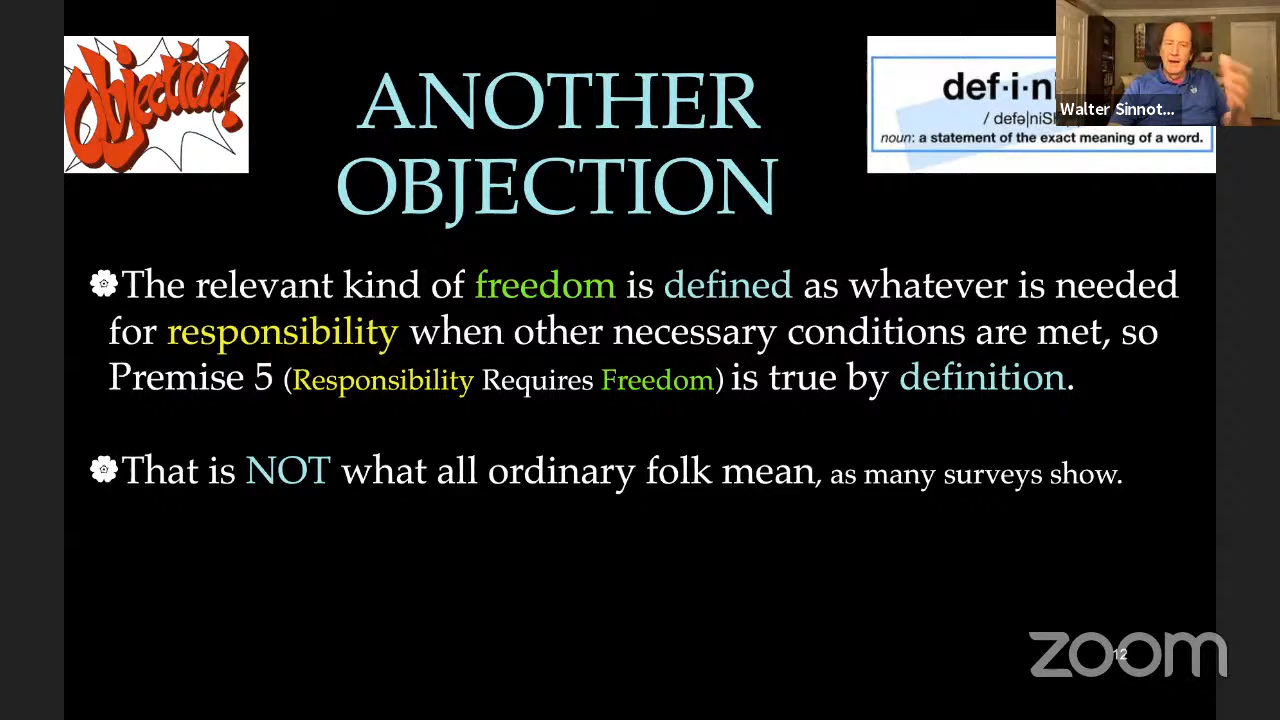 Objection!
ANOTHER
OBJECTION
def·i·ni
/ defə|niSH
noun: a statement of the exact meaning of a word.
Walter Sinnot...
The relevant kind of freedom is defined as whatever is needed
for responsibility when other necessary conditions are met, so
Premise 5 (Responsibility Requires Freedom) is true by definition.
That is NOT what all ordinary folk mean, as many surveys show.
zoom
12